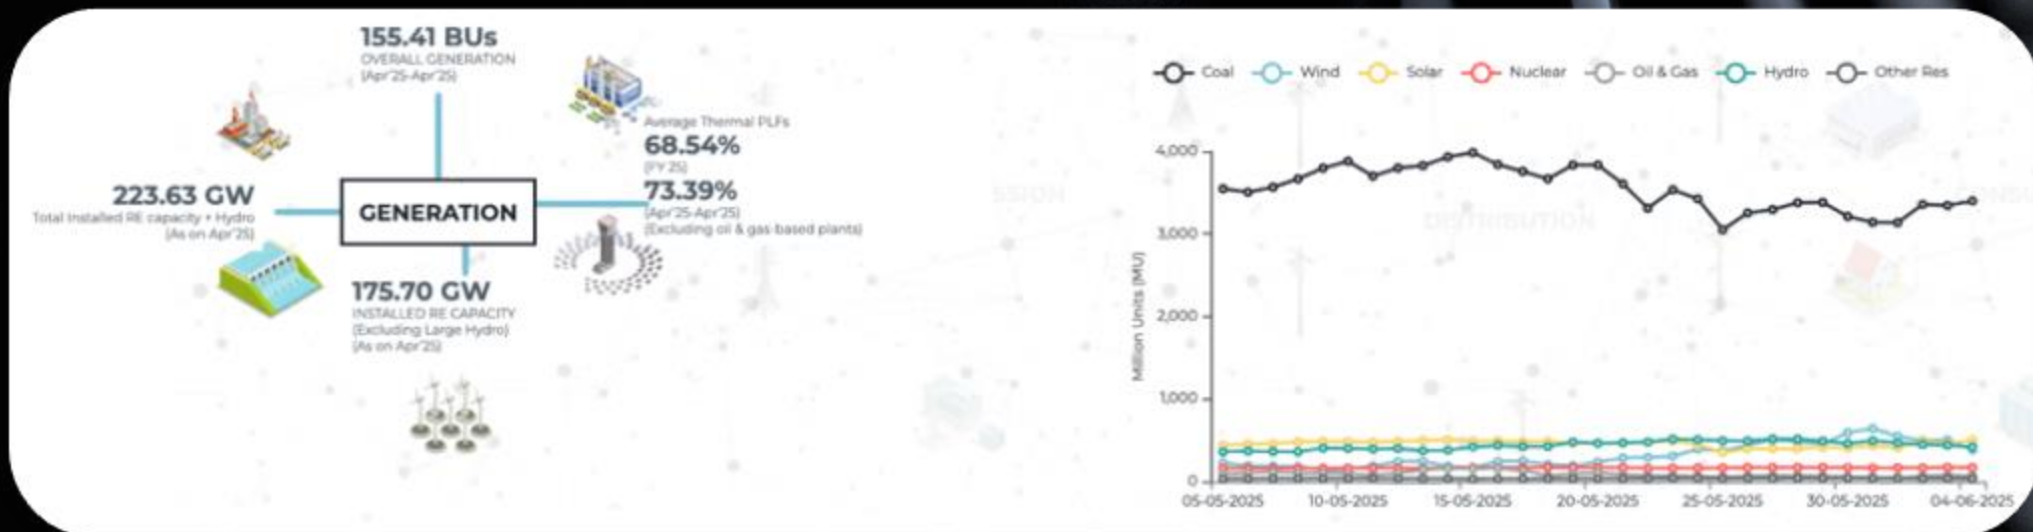 155.41 BUs
OVERALL GENERATION
(Apr'25-Apr'25)
Average Thermal PLFs
68.54%
(FY 25)
73.39%
(Apr'25-Apr'25)
(Excluding oil & gas-based plants)
223.63 GW
Total Installed RE capacity + Hydro
(As on Apr'25)
GENERATION
175.70 GW
INSTALLED RE CAPACITY
(Excluding Large Hydro)
(As on Apr'25)
Coal Wind Solar Nuclear Oil & Gas Hydro Other Res
Million Units (MU)
4,000
3,000
2,000
1,000
0
05-05-2025 10-05-2025 15-05-2025 20-05-2025 25-05-2025 30-05-2025 04-06-2025